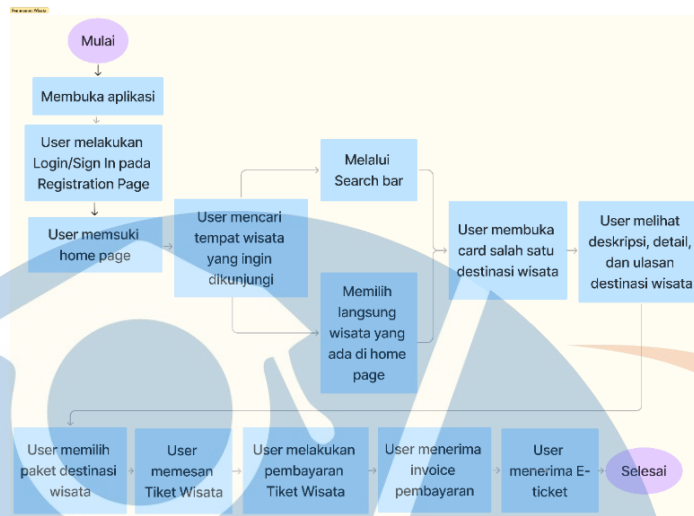 Pemesanan Wisata
Mulai
Membuka aplikasi
User melakukan
Login/Sign In pada
Registration Page
User memsuki
home page
User mencari
tempat wisata
yang ingin
dikunjungi
Melalui
Search bar
Memilih
langsung
wisata yang
ada di home
page
User membuka
card salah satu
destinasi wisata
User melihat
deskripsi, detail,
dan ulasan
destinasi wisata
User memilih
paket destinasi
wisata
User
memesan
Tiket Wisata
User melakukan
pembayaran
Tiket Wisata
User menerima
invoice
pembayaran
User
menerima E-
ticket
Selesai